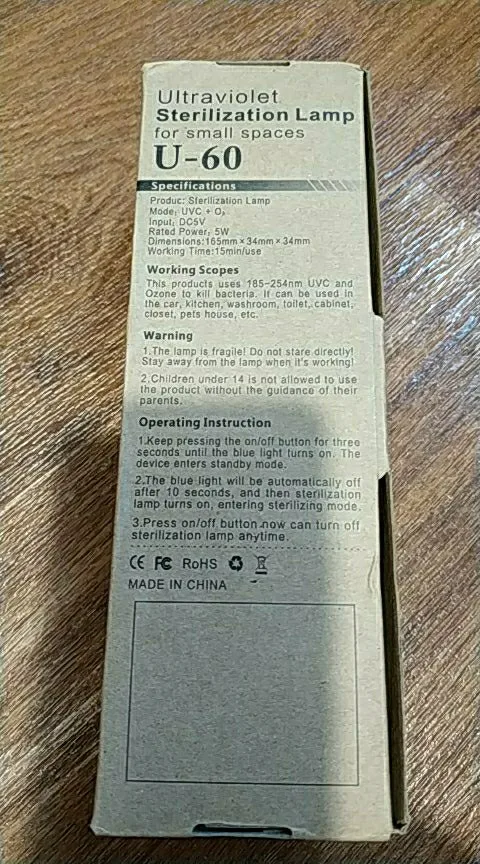 Ultraviolet
Sterilization Lamp
for small spaces
U-60
Specifications
Product: Sterilization Lamp
Mode: UVC + O₃
Input: DC5V
Rated Power: 5W
Dimensions:165mm×34mm×34mm
Working Time:15min/use
Working Scopes
This products uses 185-254nm UVC and
Ozone to kill bacteria. It can be used in
the car, kitchen, washroom, toilet, cabinet,
closet, pets house, etc.
Warning
1.The lamp is fragile! Do not stare directly!
Stay away from the lamp when it's working!
2.Children under 14 is not allowed to use
the product without the guidance of their
parents.
Operating Instruction
1.Keep pressing the on/off button for three
seconds until the blue light turns on. The
device enters standby mode.
2.The blue light will be automatically off
after 10 seconds, and then sterilization
lamp turns on, entering sterilizing mode.
3.Press on/off button now can turn off
sterilization lamp anytime.
CE FC RoHS
MADE IN CHINA